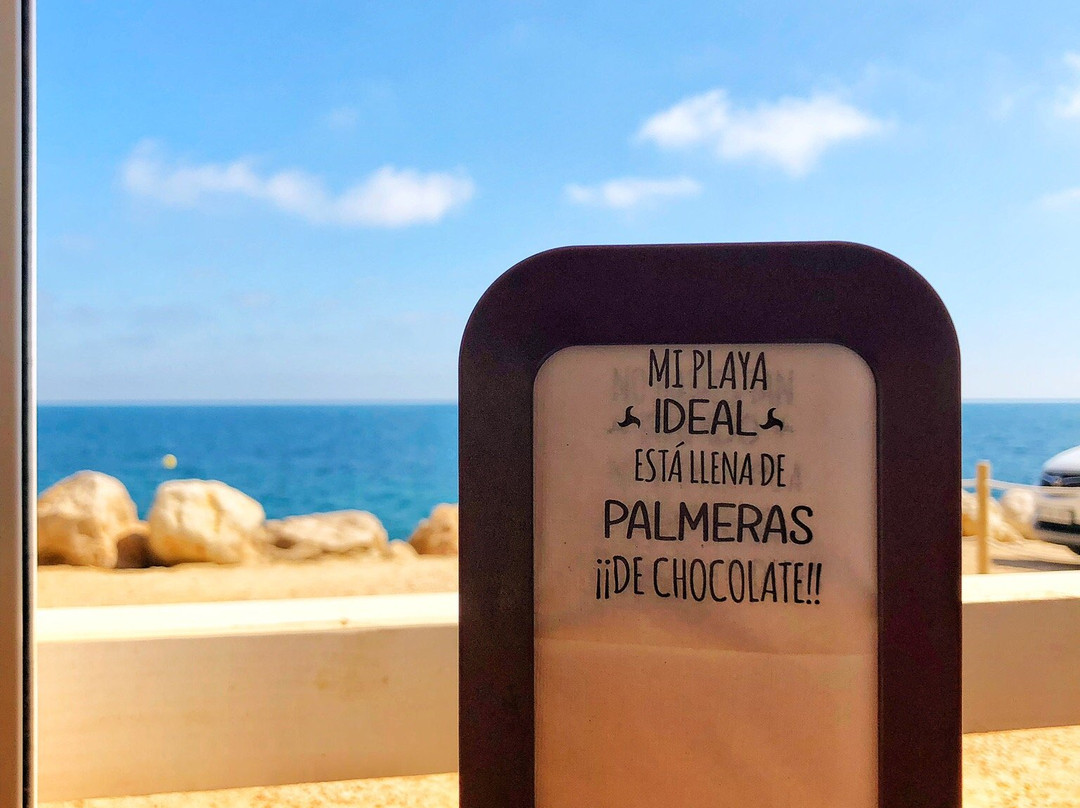 MI PLAYA
IDEAL
ESTÁ LLENA DE
PALMERAS
¡¡DE CHOCOLATE!!